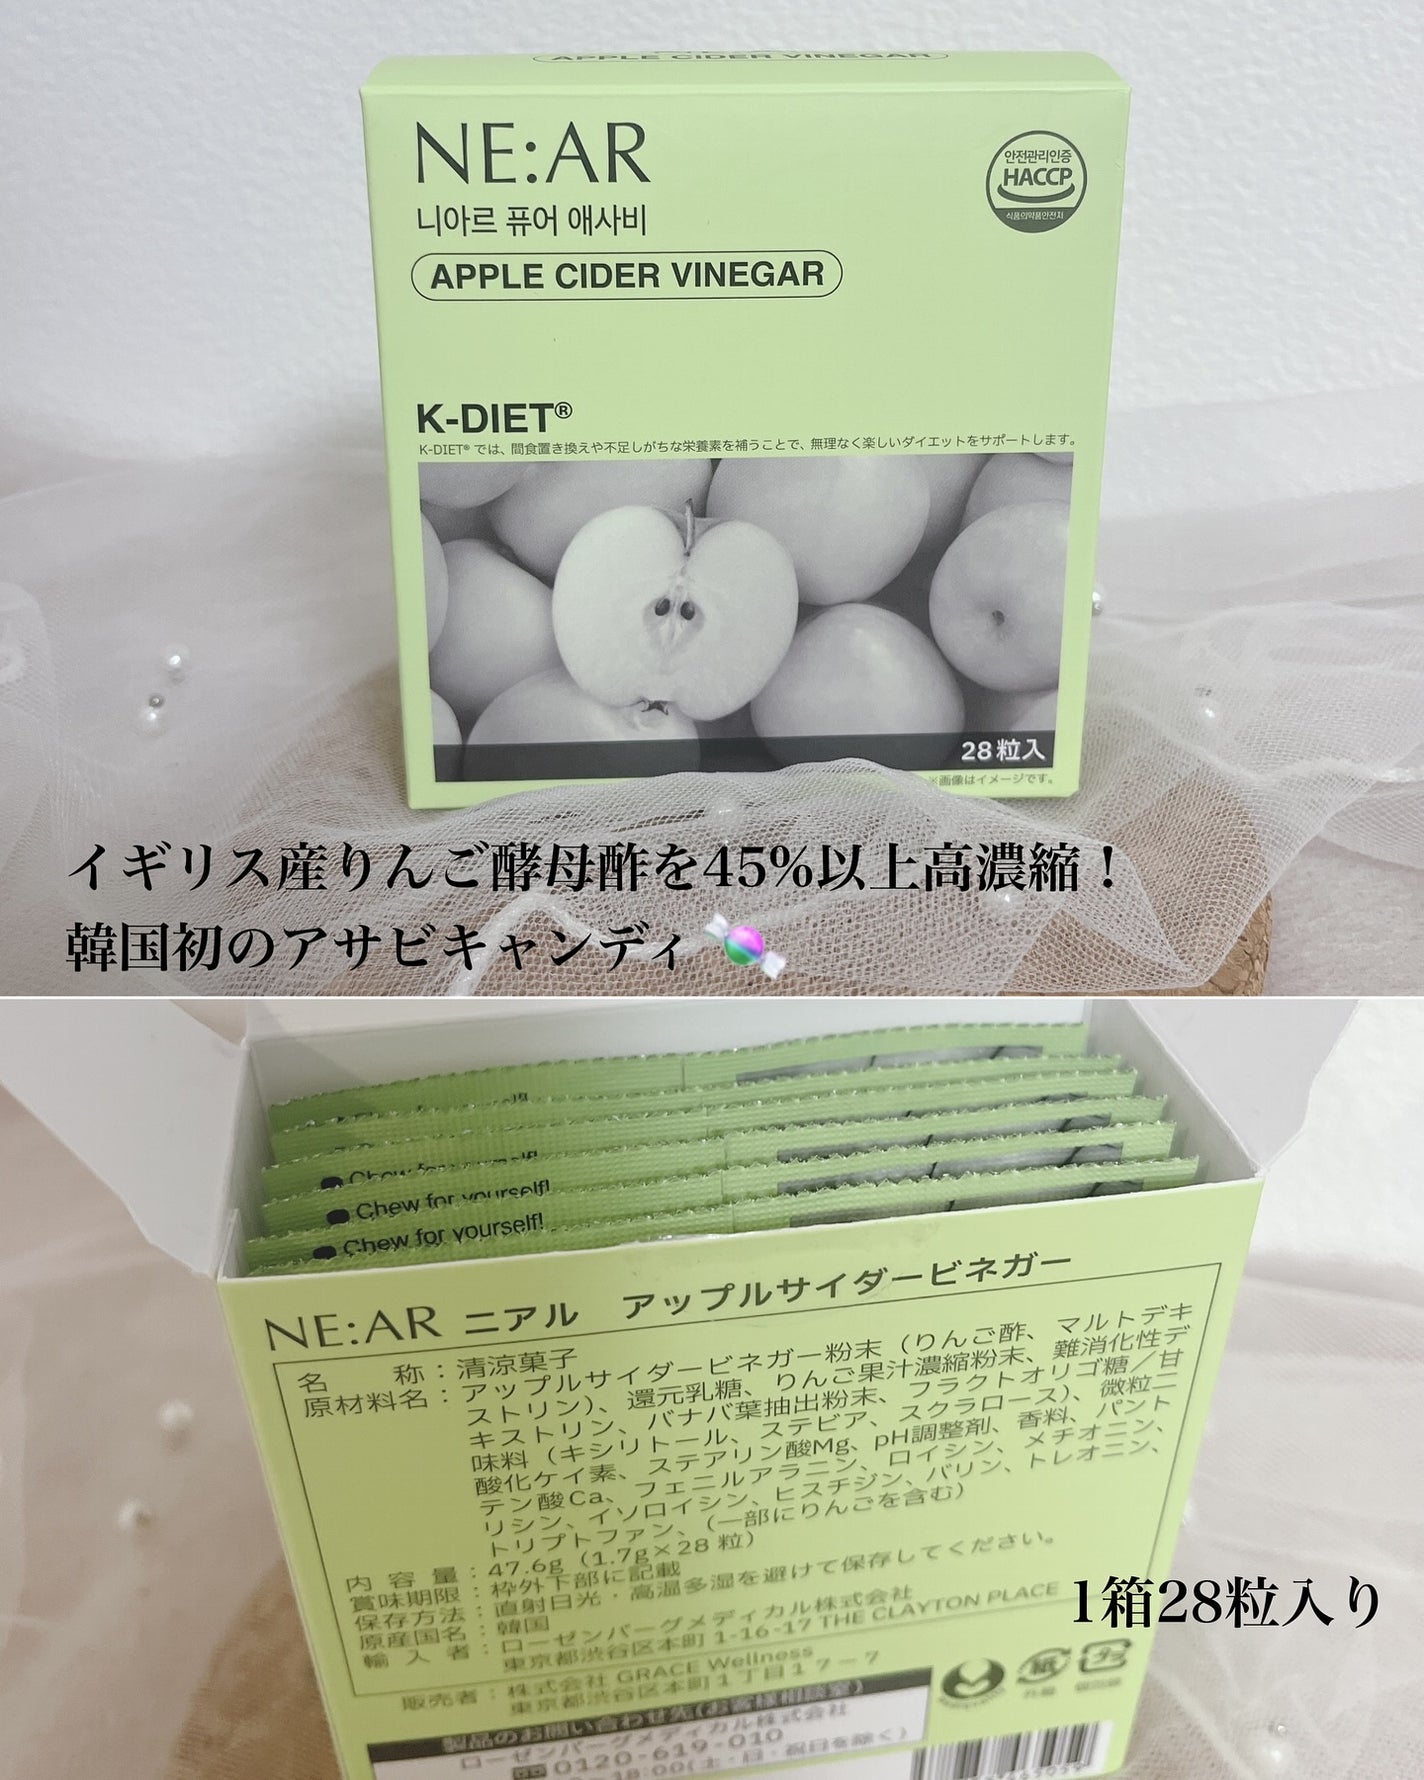 APPLE CIDER VINEGAR
NE:AR
니아르 퓨어 애사비
APPLE CIDER VINEGAR
안전관리인증
HACCP
식품의약품안전처
K-DIET®
K-DIET® では、間食置き換えや不足しがちな栄養素を補うことで、無理なく楽しいダイエットをサポートします。
28粒入
※画像はイメージです。
イギリス産りんご酵母酢を45%以上高濃縮！
韓国初のアサビキャンディ🍬
Chew for yourself!
Chew for yourself!
Chew for yourself!
NE:AR ニアル アップルサイダービネガー
名 称：清涼菓子
原材料名：アップルサイダービネガー粉末（りんご酢、マルトデキ
ストリン）、還元乳糖、りんご果汁濃縮粉末、難消化性デ
キストリン、バナバ葉抽出粉末、フラクトオリゴ糖／甘
味料（キシリトール、ステビア、スクラロース）、微粒二
酸化ケイ素、ステアリン酸Mg、pH調整剤、香料、パント
テン酸Ca、フェニルアラニン、ロイシン、メチオニン、
リシン、イソロイシン、ヒスチジン、バリン、トレオニン、
トリプトファン、（一部にりんごを含む）
内容量：47.6g（1.7g×28粒）
賞味期限：枠外下部に記載
保存方法：直射日光・高温多湿を避けて保存してください。
原産国名：韓国
輸入者：ローゼンバーグメディカル株式会社
東京都渋谷区本町 1-16-17 THE CLAYTON PLACE
販売者：株式会社 GRACE Wellness
東京都渋谷区本町1丁目17-7
1箱28粒入り
製品のお問い合わせ先(お客様相談室)
ローゼンバーグメディカル株式会社
0120-619-010
18:00(土・日・祝日を除く)